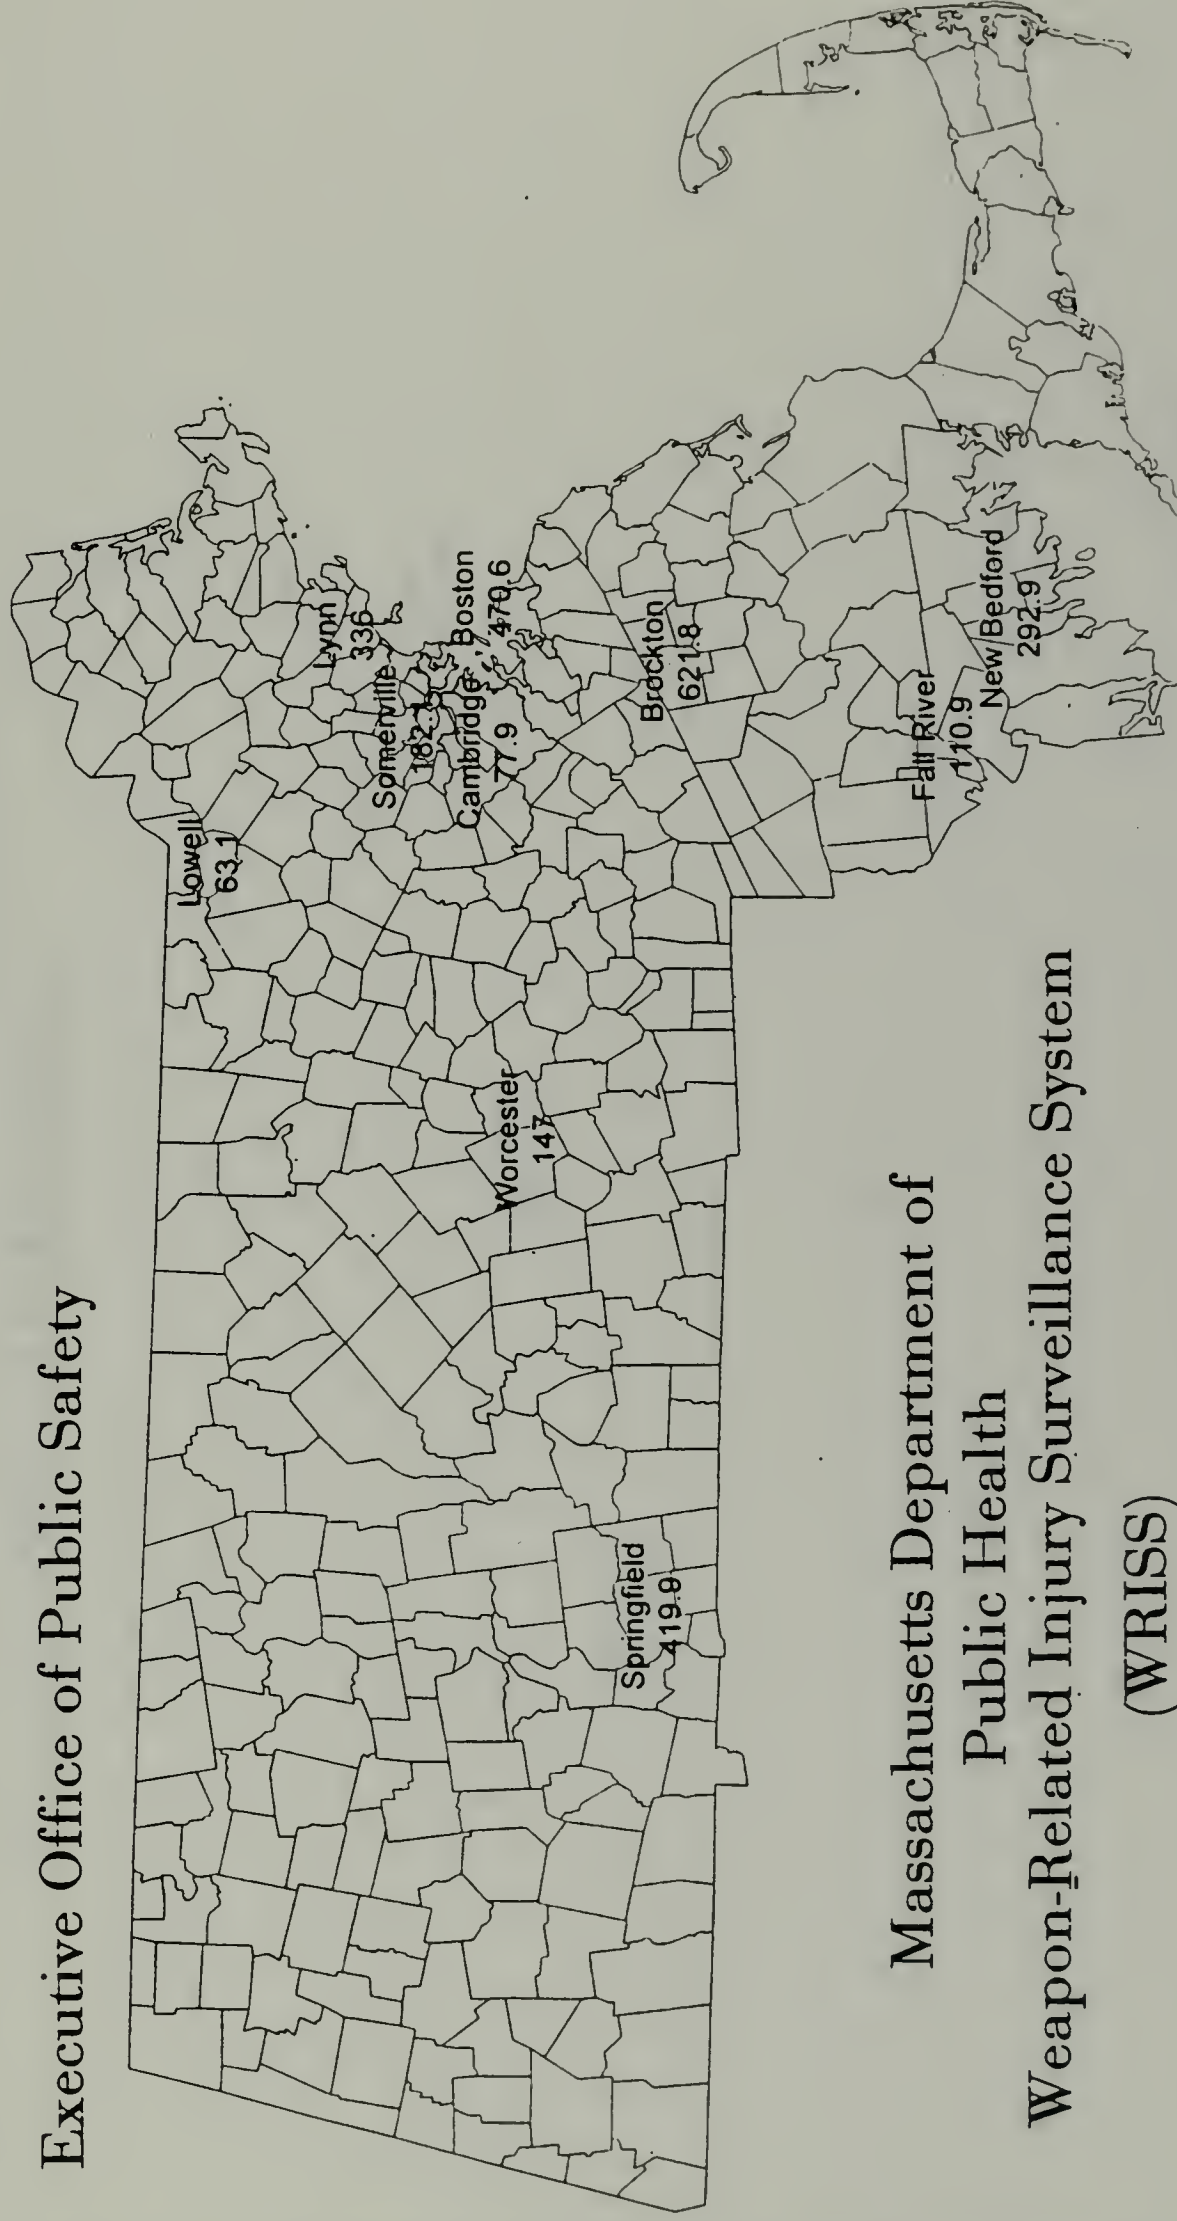 Executive Office of Public Safety
Lowell
63.1
Lynn
336
Somerville
Boston
470.6
Cambridge
77.9
Worcester
147
Brockton
621.8
Springfield
419.9
Fall River
110.9
New Bedford
292.9
Massachusetts Department of
Public Health
Weapon-Related Injury Surveillance System
(WRISS)